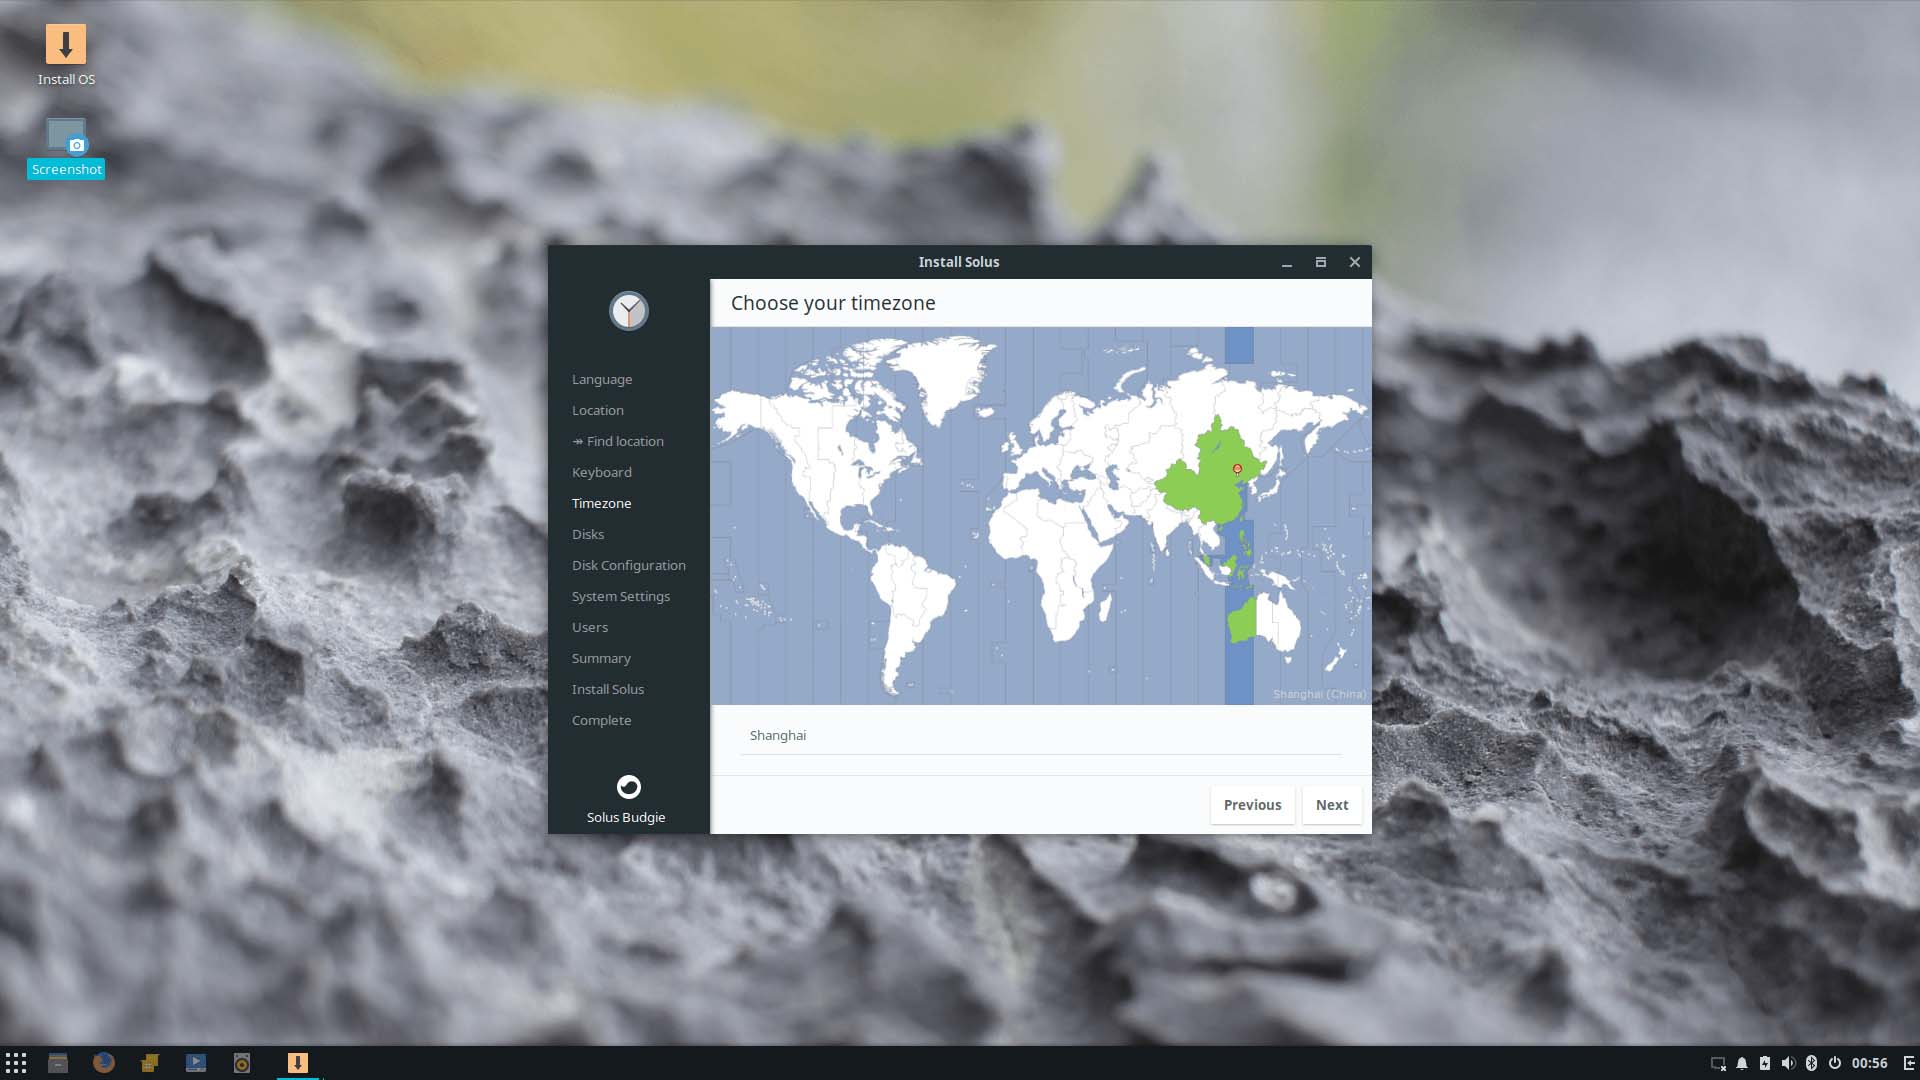 Install OS
Screenshot
Install Solus
Choose your timezone
Language
Location
↠ Find location
Keyboard
Timezone
Disks
Disk Configuration
System Settings
Users
Summary
Install Solus
Complete
Solus Budgie
Shanghai (China)
Shanghai
Previous
Next
00:56